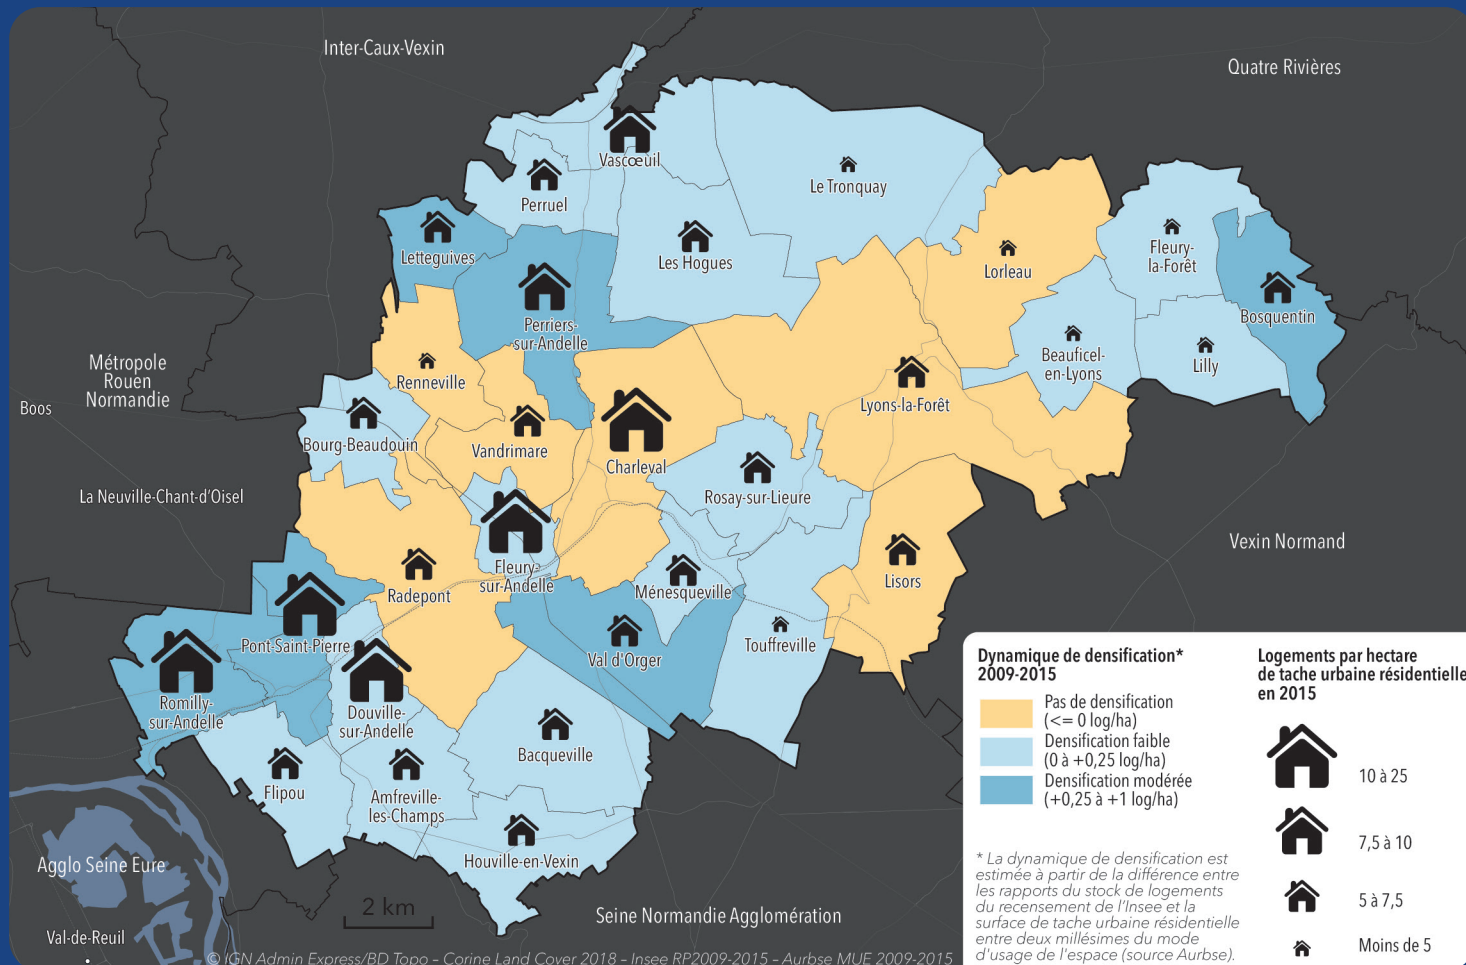 Inter-Caux-Vexin
Quatre Rivières
Vascœuil
Perruel
Le Tronquay
Letteguives
Les Hogues
Lorleau
Fleury-
la-Forêt
Bosquentin
Perriers-
sur-Andelle
Métropole
Rouen
Normandie
Boos
Renneville
Beauficel-
en-Lyons
Lilly
Lyons-la-Forêt
Bourg-Beaudouin
Vandrimare
Charleval
La Neuville-Chant-d'Oisel
Rosay-sur-Lieure
Vexin Normand
Fleury-
sur-Andelle
Radepont
Ménesqueville
Lisors
Pont-Saint-Pierre
Val d'Orger
Touffreville
Romilly-
sur-Andelle
Douville-
sur-Andelle
Bacqueville
Flipou
Amfreville-
les-Champs
Houville-en-Vexin
Agglo Seine Eure
2 km
Seine Normandie Agglomération
Val-de-Reuil
© IGN Admin Express/BD Topo – Corine Land Cover 2018 – Insee RP2009-2015 – Aurbse MUE 2009-2015
Dynamique de densification*
2009-2015
Pas de densification
(<= 0 log/ha)
Densification faible
(0 à +0,25 log/ha)
Densification modérée
(+0,25 à +1 log/ha)
* La dynamique de densification est
estimée à partir de la différence entre
les rapports du stock de logements
du recensement de l'Insee et la
surface de tache urbaine résidentielle
entre deux millésimes du mode
d'usage de l'espace (source Aurbse).
Logements par hectare
de tache urbaine résidentielle
en 2015
10 à 25
7,5 à 10
5 à 7,5
Moins de 5